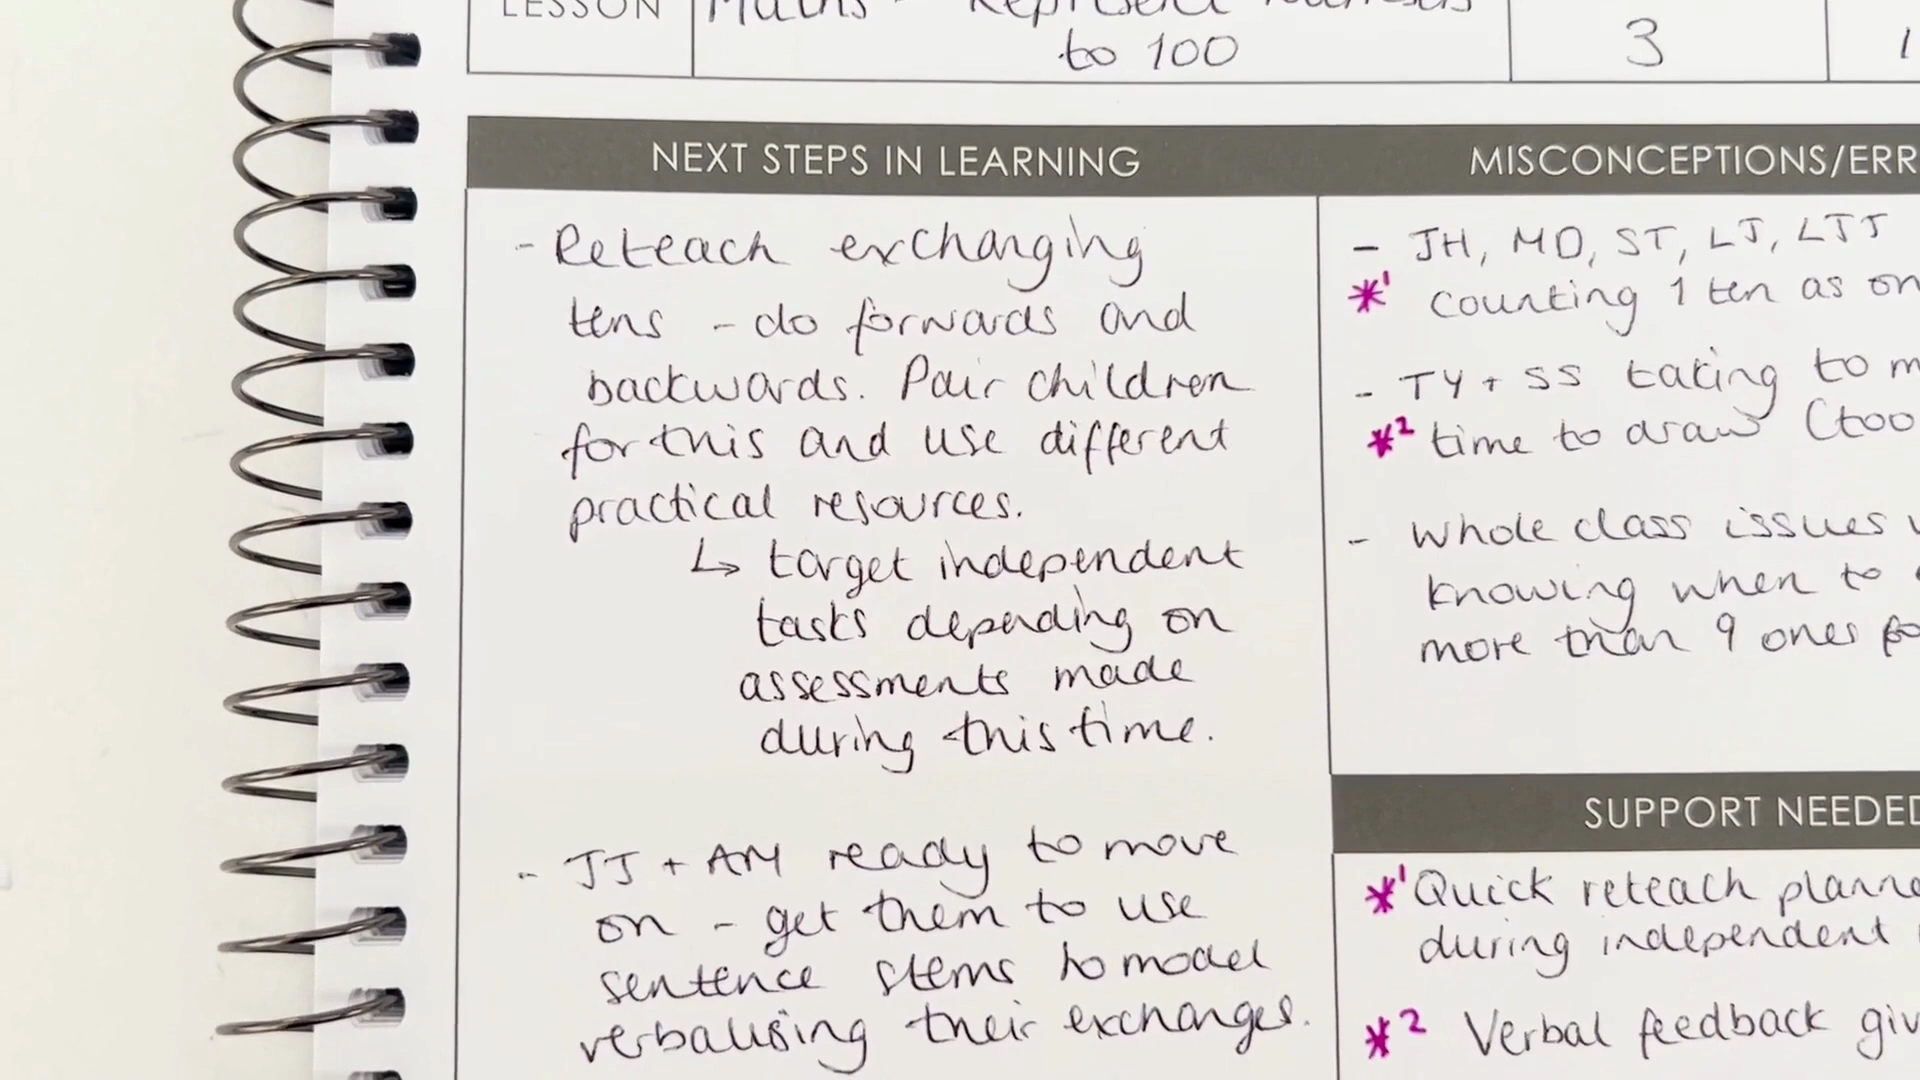 LESSON
Maths - Represent numbers
to 100
3
NEXT STEPS IN LEARNING
- Reteach exchanging
tens - do forwards and
backwards. Pair children
for this and use different
practical resources.
↳ target independent
tasks depending on
assessments made
during this time.
- JJ + AM ready to move
on - get them to use
sentence stems to model
verbalising their exchanges.
MISCONCEPTIONS/ERR
- JH, MD, ST, LJ, LJJ
*1 counting 1 ten as on
- TY + SS taking to m
*2 time to draw (too
- Whole class issues
knowing when to
more than 9 ones
SUPPORT NEEDED
*1 Quick reteach planne
during independent
*2 Verbal feedback giv